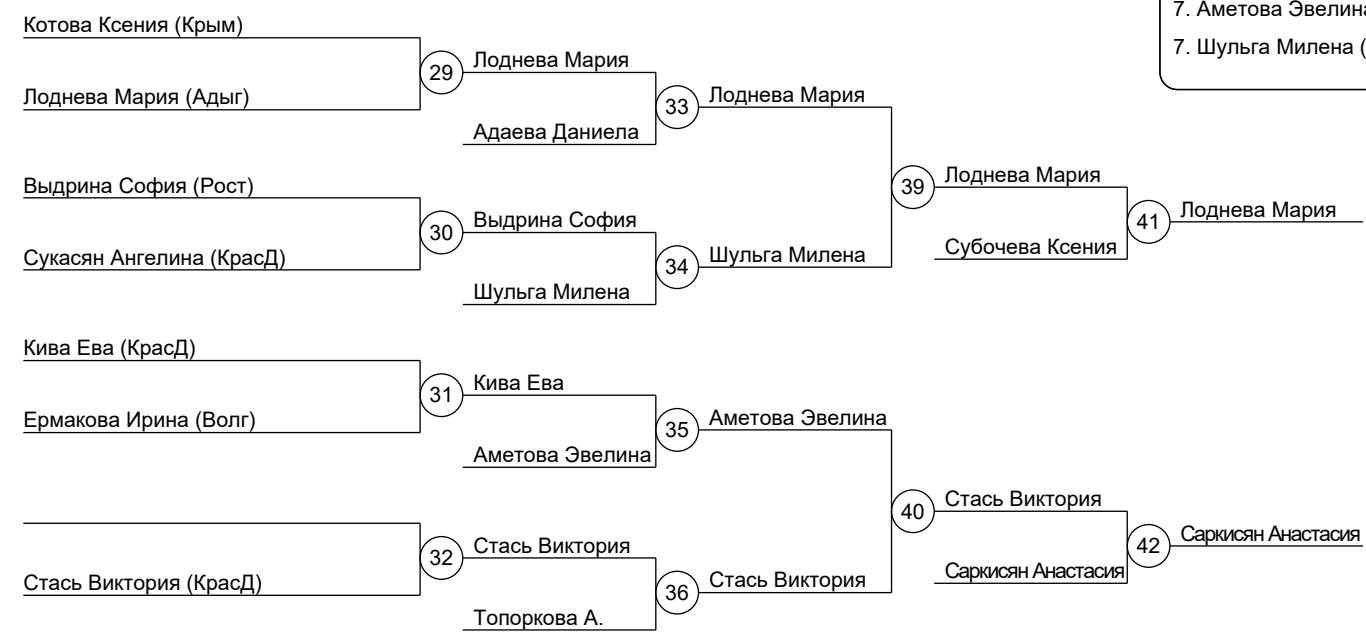 7. Аметова Эвелина
7. Шульга Милена (
Котова Ксения (Крым)
29
Лоднева Мария
Лоднева Мария (Адыг)
33
Лоднева Мария
Адаева Даниела
Выдрина София (Рост)
39
Лоднева Мария
30
Выдрина София
41
Лоднева Мария
Сукасян Ангелина (КрасД)
34
Шульга Милена
Субочева Ксения
Шульга Милена
Кива Ева (КрасД)
31
Кива Ева
Ермакова Ирина (Волг)
35
Аметова Эвелина
Аметова Эвелина
40
Стась Виктория
32
Стась Виктория
42
Саркисян Анастасия
Стась Виктория (КрасД)
36
Стась Виктория
Саркисян Анастасия
Топоркова А.